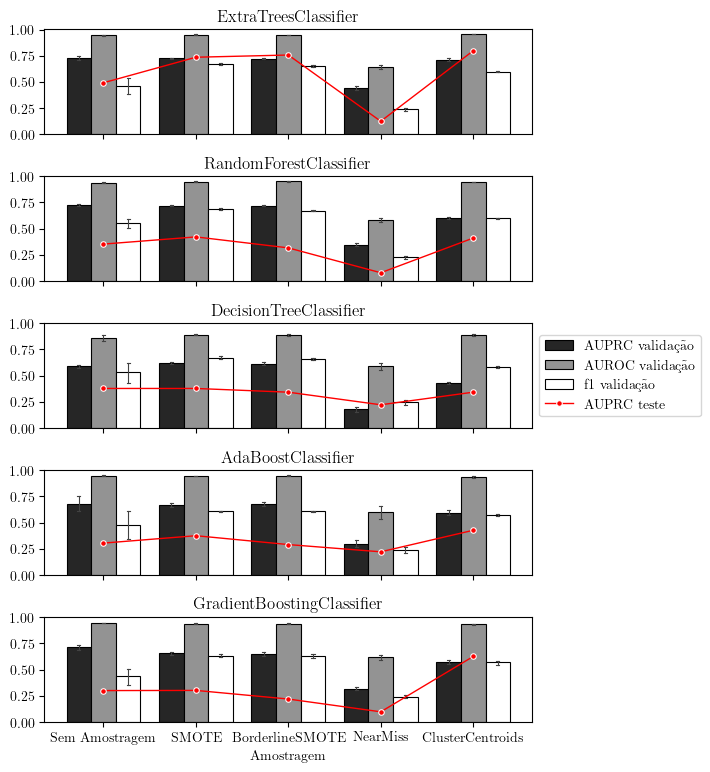 ExtraTreesClassifier
1.00
0.75
0.50
0.25
0.00
RandomForestClassifier
1.00
0.75
0.50
0.25
0.00
DecisionTreeClassifier
1.00
0.75
0.50
0.25
0.00
AUPRC validação
AUROC validação
f1 validação
AUPRC teste
AdaBoostClassifier
1.00
0.75
0.50
0.25
0.00
GradientBoostingClassifier
1.00
0.75
0.50
0.25
0.00
Sem Amostragem SMOTE BorderlineSMOTE NearMiss ClusterCentroids
Amostragem